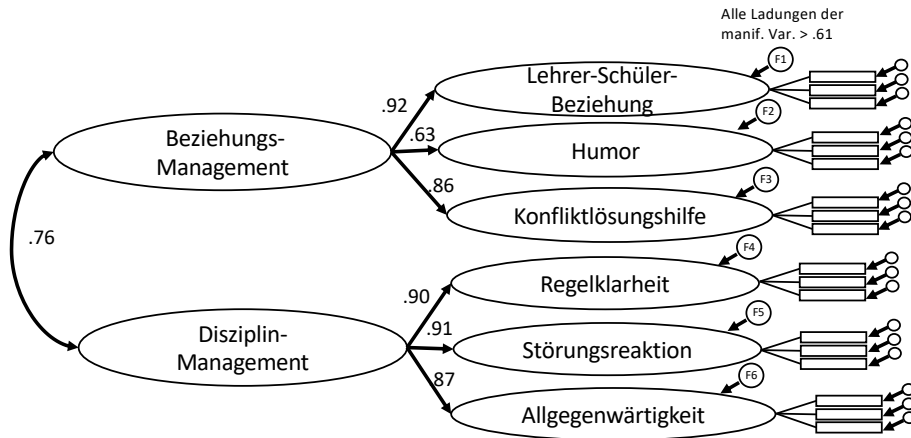 Alle Ladungen der
manif. Var. > .61
F1
Lehrer-Schüler-
Beziehung
.92
F2
.63
Beziehungs-
Management
Humor
.86
F3
Konfliktlösungshilfe
.76
F4
Regelklarheit
.90
F5
.91
Disziplin-
Management
Störungsreaktion
.87
F6
Allgegenwärtigkeit